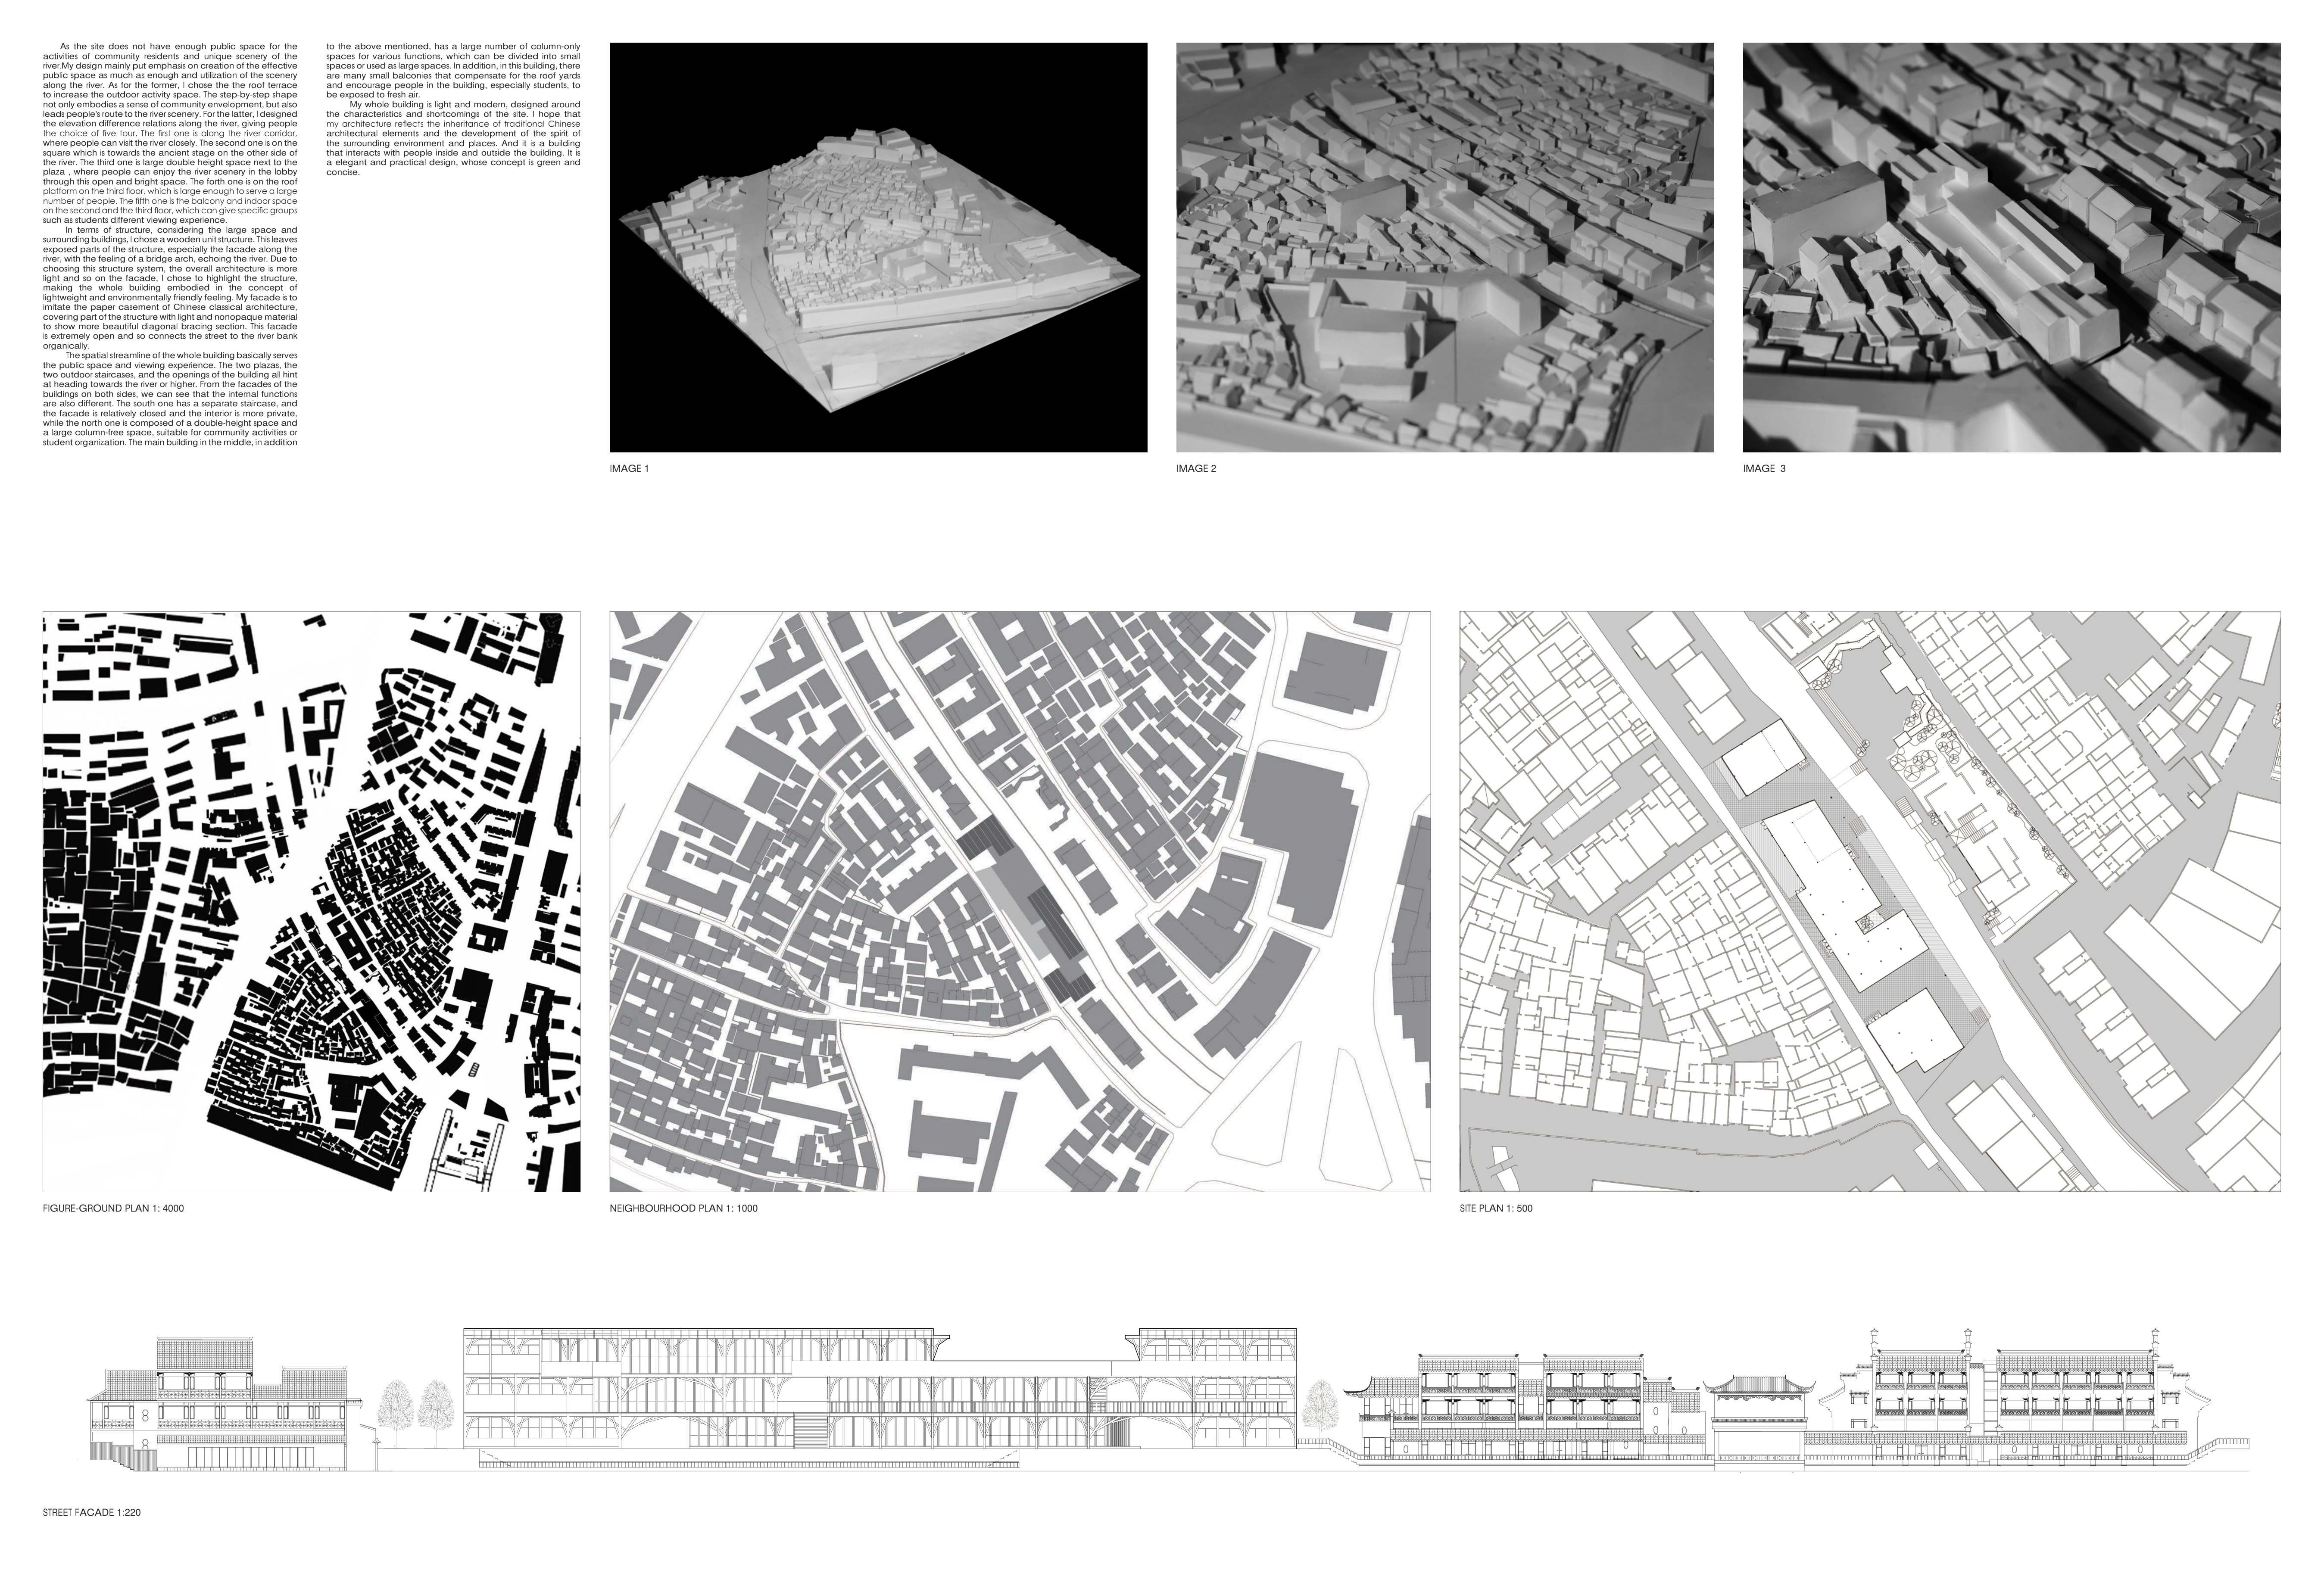 As the site does not have enough public space for the
activities of community residents and unique scenery of the
river.My design mainly put emphasis on creation of the effective
public space as much as enough and utilization of the scenery
along the river. As for the former, I chose the the roof terrace
to increase the outdoor activity space. The step-by-step shape
not only embodies a sense of community envelopment, but also
leads people's route to the river scenery. For the latter, I designed
the elevation difference relations along the river, giving people
the choice of five tour. The first one is along the river corridor,
where people can visit the river closely. The second one is on the
square which is towards the ancient stage on the other side of
the river. The third one is large double height space next to the
plaza , where people can enjoy the river scenery in the lobby
through this open and bright space. The forth one is on the roof
platform on the third floor, which is large enough to serve a large
number of people. The fifth one is the balcony and indoor space
on the second and the third floor, which can give specific groups
such as students different viewing experience.
In terms of structure, considering the large space and
surrounding buildings, I chose a wooden unit structure. This leaves
exposed parts of the structure, especially the facade along the
river, with the feeling of a bridge arch, echoing the river. Due to
choosing this structure system, the overall architecture is more
light and so on the facade, I chose to highlight the structure,
making the whole building embodied in the concept of
lightweight and environmentally friendly feeling. My facade is to
imitate the paper casement of Chinese classical architecture,
covering part of the structure with light and nonopaque material
to show more beautiful diagonal bracing section. This facade
is extremely open and so connects the street to the river bank
organically.
The spatial streamline of the whole building basically serves
the public space and viewing experience. The two plazas, the
two outdoor staircases, and the openings of the building all hint
at heading towards the river or higher. From the facades of the
buildings on both sides, we can see that the internal functions
are also different. The south one has a separate staircase, and
the facade is relatively closed and the interior is more private,
while the north one is composed of a double-height space and
a large column-free space, suitable for community activities or
student organization. The main building in the middle, in addition
to the above mentioned, has a large number of column-only
spaces for various functions, which can be divided into small
spaces or used as large spaces. In addition, in this building, there
are many small balconies that compensate for the roof yards
and encourage people in the building, especially students, to
be exposed to fresh air.
My whole building is light and modern, designed around
the characteristics and shortcomings of the site. I hope that
my architecture reflects the inheritance of traditional Chinese
architectural elements and the development of the spirit of
the surrounding environment and places. And it is a building
that interacts with people inside and outside the building. It is
a elegant and practical design, whose concept is green and
concise.
IMAGE 1
IMAGE 2
IMAGE 3
FIGURE-GROUND PLAN 1: 4000
NEIGHBOURHOOD PLAN 1: 1000
SITE PLAN 1: 500
STREET FACADE 1:220